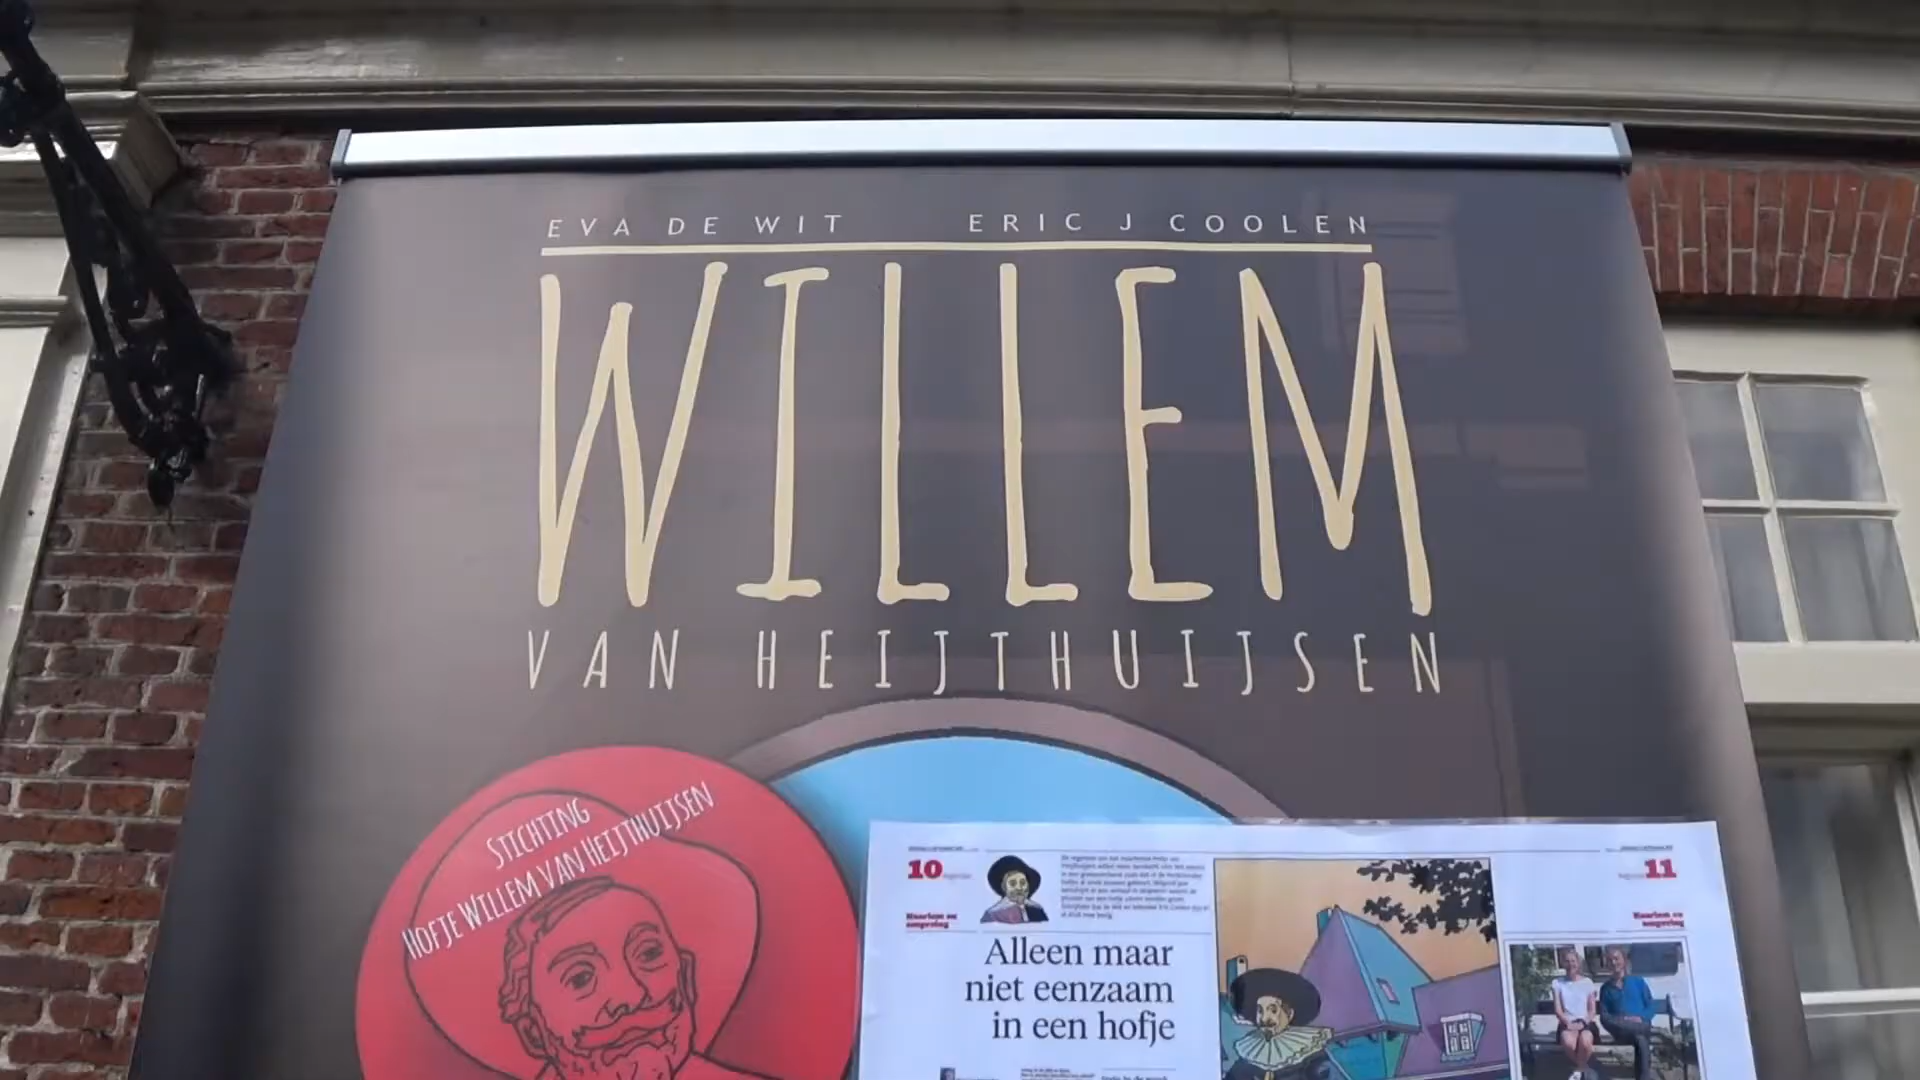 EVA DE WIT ERIC J COOLEN
WILLEM
VAN HEIJTHUIJSEN
STICHTING
HOFJE WILLEM VAN HEIJTHUIJSEN
10
11
Haarlem en
omgeving
Haarlem en
omgeving
Alleen maar
niet eenzaam
in een hofje